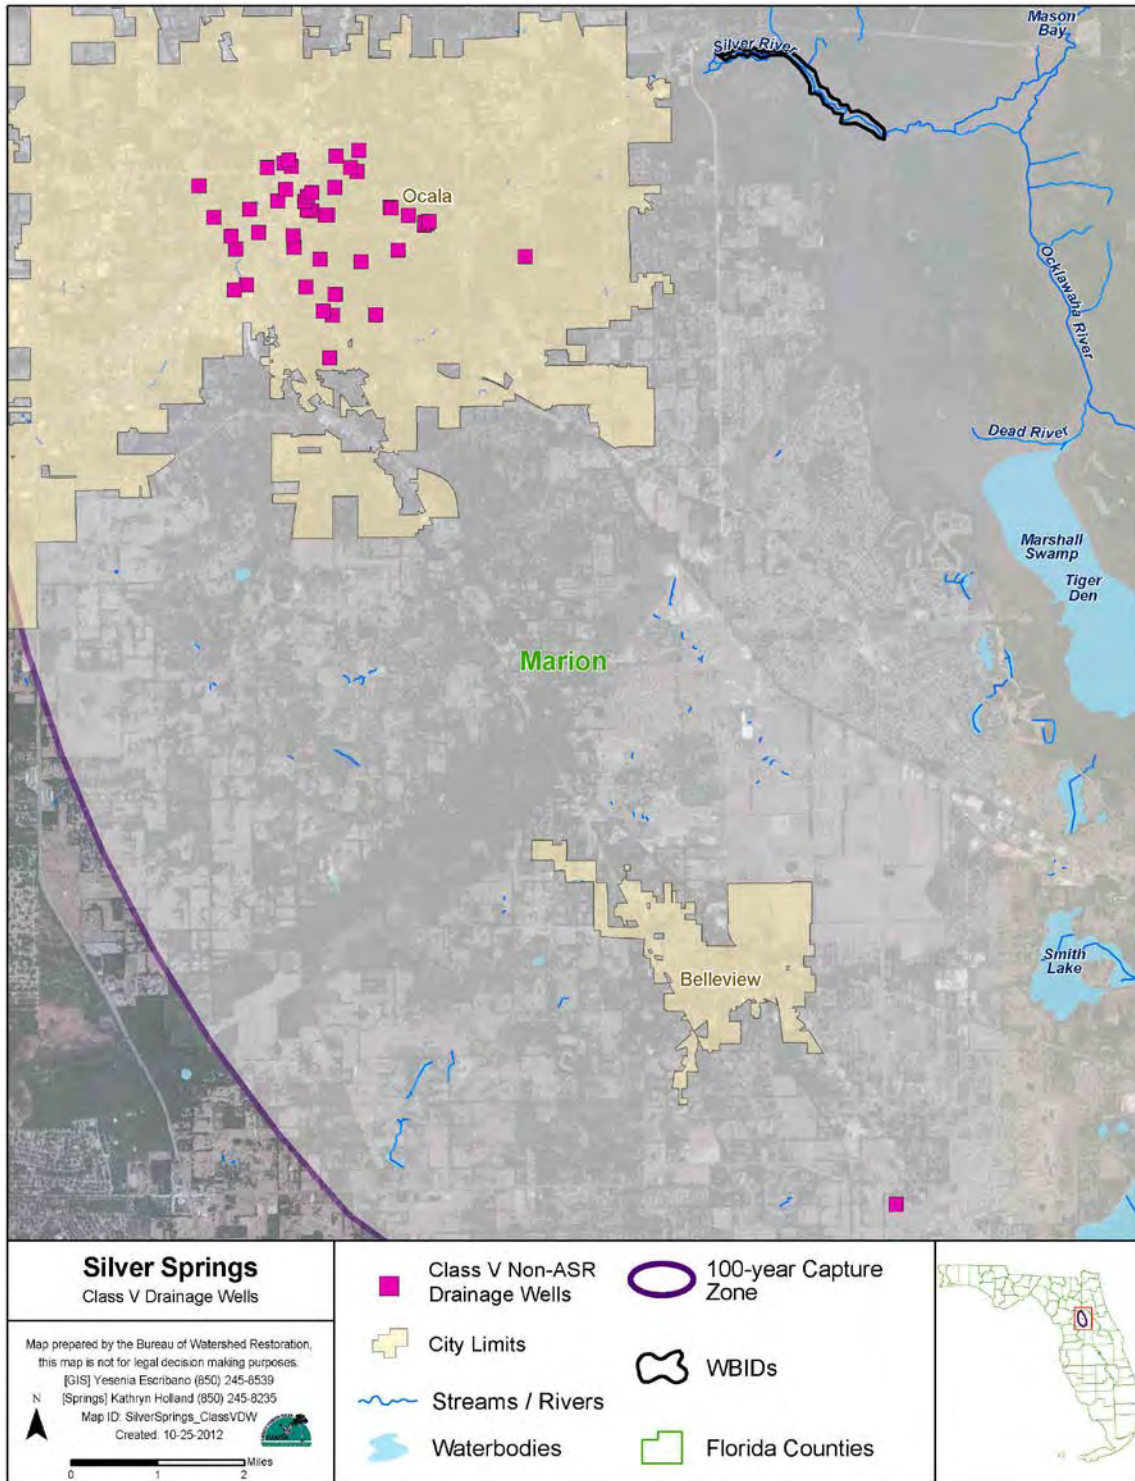 Mason
Bay
Silver River
Ocala
Ocklawaha River
Dead River
Marshall
Swamp
Tiger
Den
Marion
Smith
Lake
Belleview
Silver Springs
Class V Drainage Wells
Map prepared by the Bureau of Watershed Restoration,
this map is not for legal decision making purposes.
[GIS] Yesenia Escribano (850) 245-8539
[Springs] Kathryn Holland (850) 245-8235
Map ID: SilverSprings_ClassVDW
Created: 10-25-2012
N
Miles
0 1 2
Class V Non-ASR
Drainage Wells
City Limits
Streams / Rivers
Waterbodies
100-year Capture
Zone
WBIDs
Florida Counties